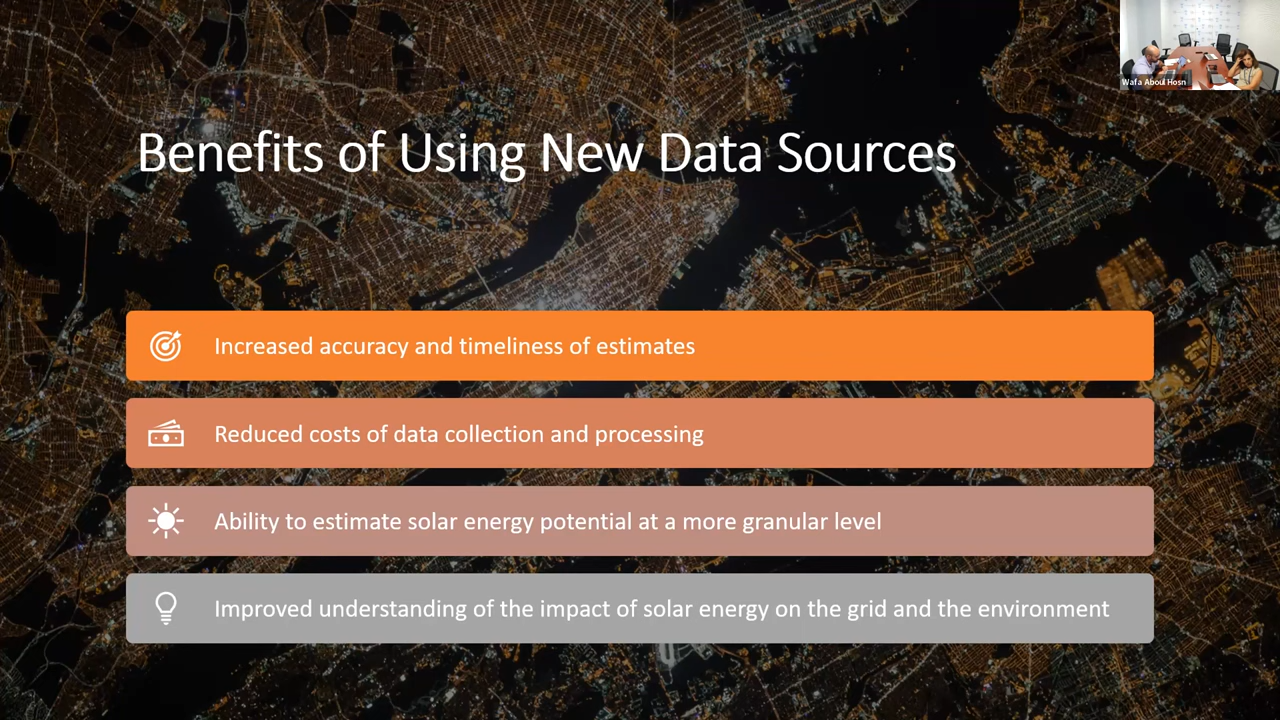 Wafa Aboul Hosn
Benefits of Using New Data Sources
Increased accuracy and timeliness of estimates
Reduced costs of data collection and processing
Ability to estimate solar energy potential at a more granular level
Improved understanding of the impact of solar energy on the grid and the environment